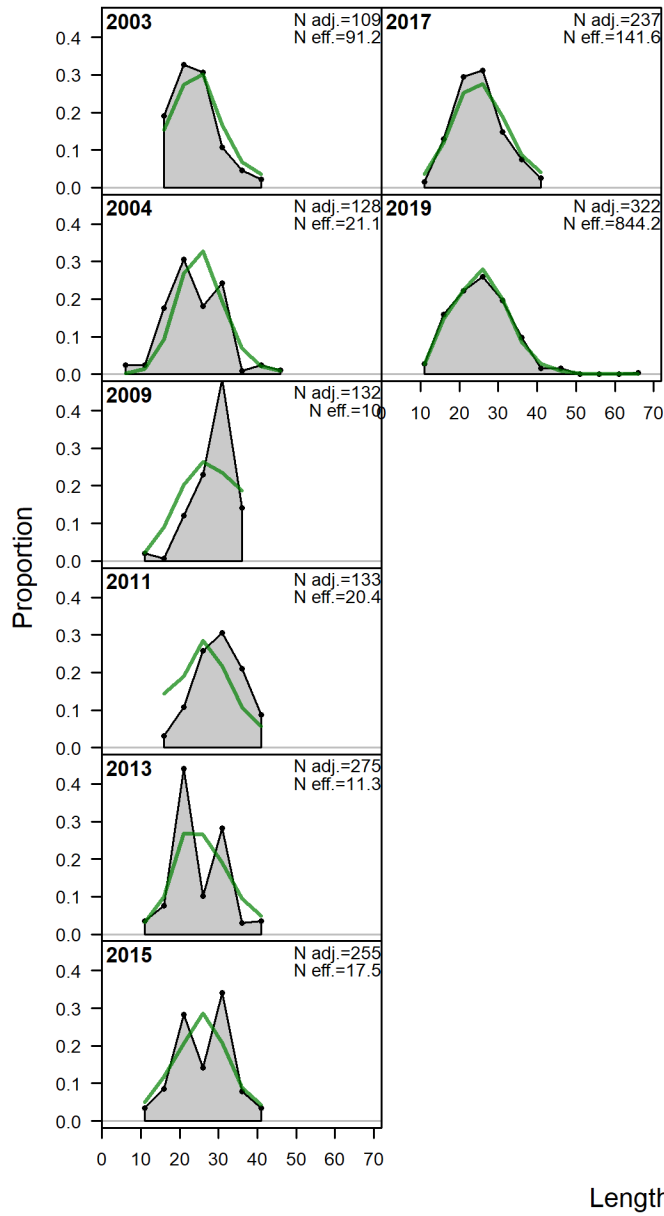 2003
N adj.=109
N eff.=91.2
0.4
0.3
0.2
0.1
0.0
2004
N adj.=128
N eff.=21.1
0.4
0.3
0.2
0.1
0.0
2009
N adj.=132
N eff.=10
0.4
0.3
0.2
0.1
0.0
2011
N adj.=133
N eff.=20.4
0.4
0.3
0.2
0.1
0.0
2013
N adj.=275
N eff.=11.3
0.4
0.3
0.2
0.1
0.0
2015
N adj.=255
N eff.=17.5
0.4
0.3
0.2
0.1
0.0
0 10 20 30 40 50 60 70
2017
N adj.=237
N eff.=141.6
2019
N adj.=322
N eff.=844.2
0 10 20 30 40 50 60 70
Proportion
Length